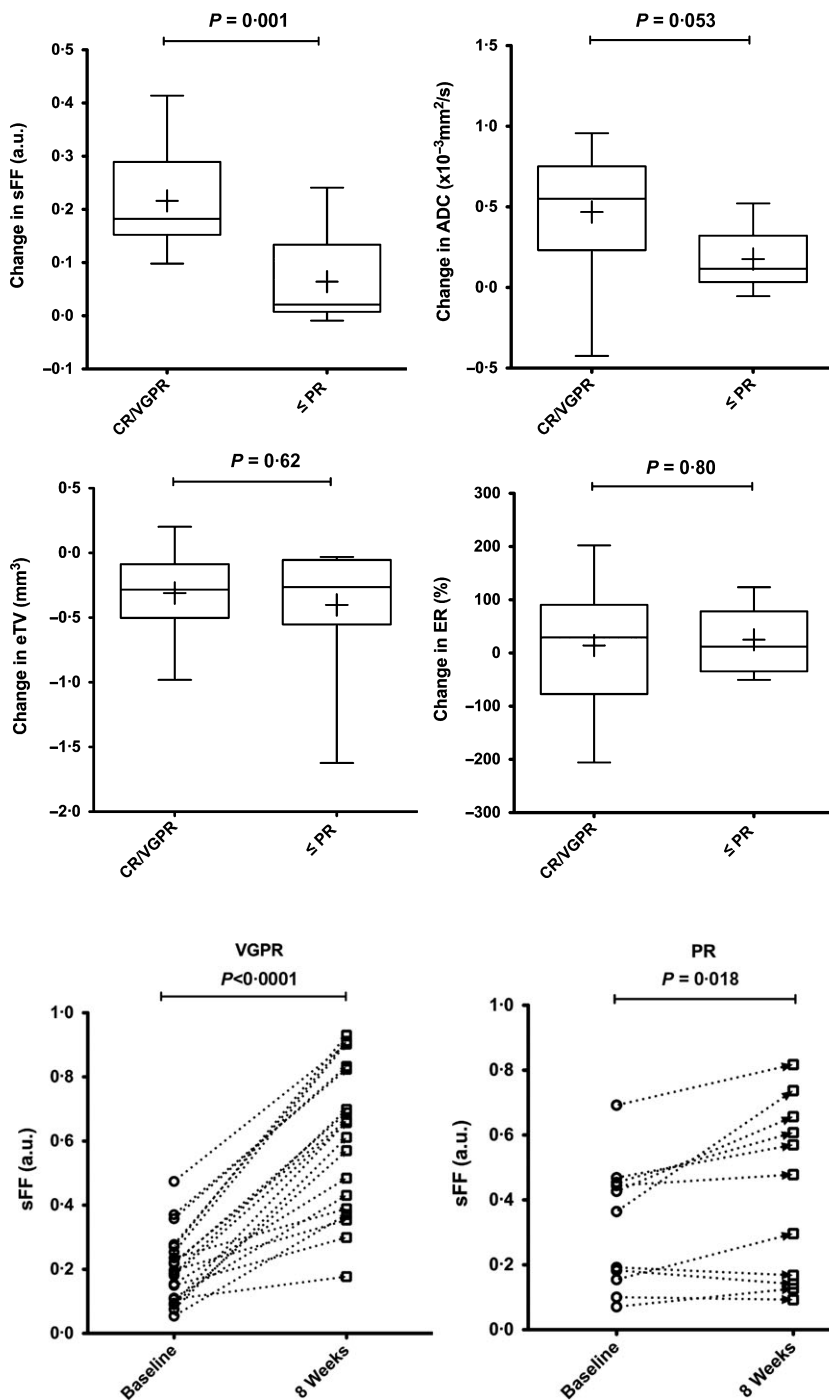 P = 0·001
0·5
0·4
0·3
0·2
0·1
0·0
–0·1
Change in sFF (a.u.)
CR/VGPR
≤ PR
P = 0·053
1·5
1·0
0·5
0·0
–0·5
Change in ADC (x10⁻³mm²/s)
CR/VGPR
≤ PR
P = 0·62
0·5
0·0
–0·5
–1·0
–1·5
–2·0
Change in eTV (mm³)
CR/VGPR
≤ PR
P = 0·80
300
200
100
0
–100
–200
–300
Change in ER (%)
CR/VGPR
≤ PR
VGPR
P<0·0001
1·0
0·8
0·6
0·4
0·2
0·0
sFF (a.u.)
Baseline
8 Weeks
PR
P = 0·018
1·0
0·8
0·6
0·4
0·2
0·0
sFF (a.u.)
Baseline
8 Weeks